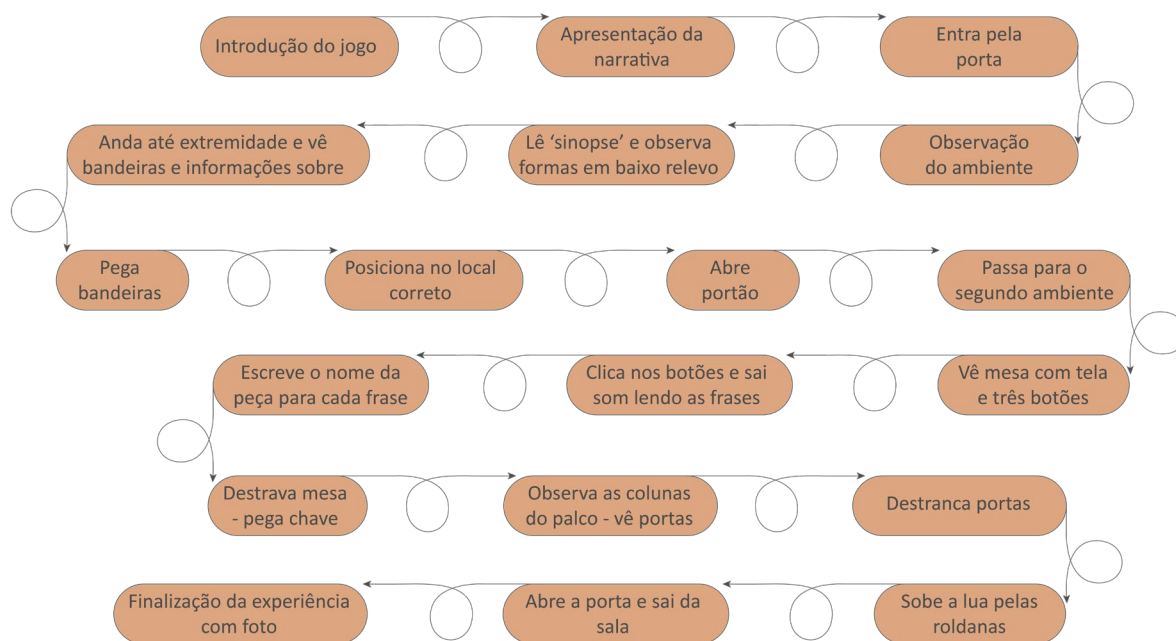 Introdução do jogo
Apresentação da
narrativa
Entra pela
porta
Observação
do ambiente
Lê ‘sinopse’ e observa
formas em baixo relevo
Anda até extremidade e vê
bandeiras e informações sobre
Pega
bandeiras
Posiciona no local
correto
Abre
portão
Passa para o
segundo ambiente
Vê mesa com tela
e três botões
Clica nos botões e sai
som lendo as frases
Escreve o nome da
peça para cada frase
Destrava mesa
- pega chave
Observa as colunas
do palco - vê portas
Destranca portas
Sobe a lua pelas
roldanas
Abre a porta e sai da
sala
Finalização da experiência
com foto